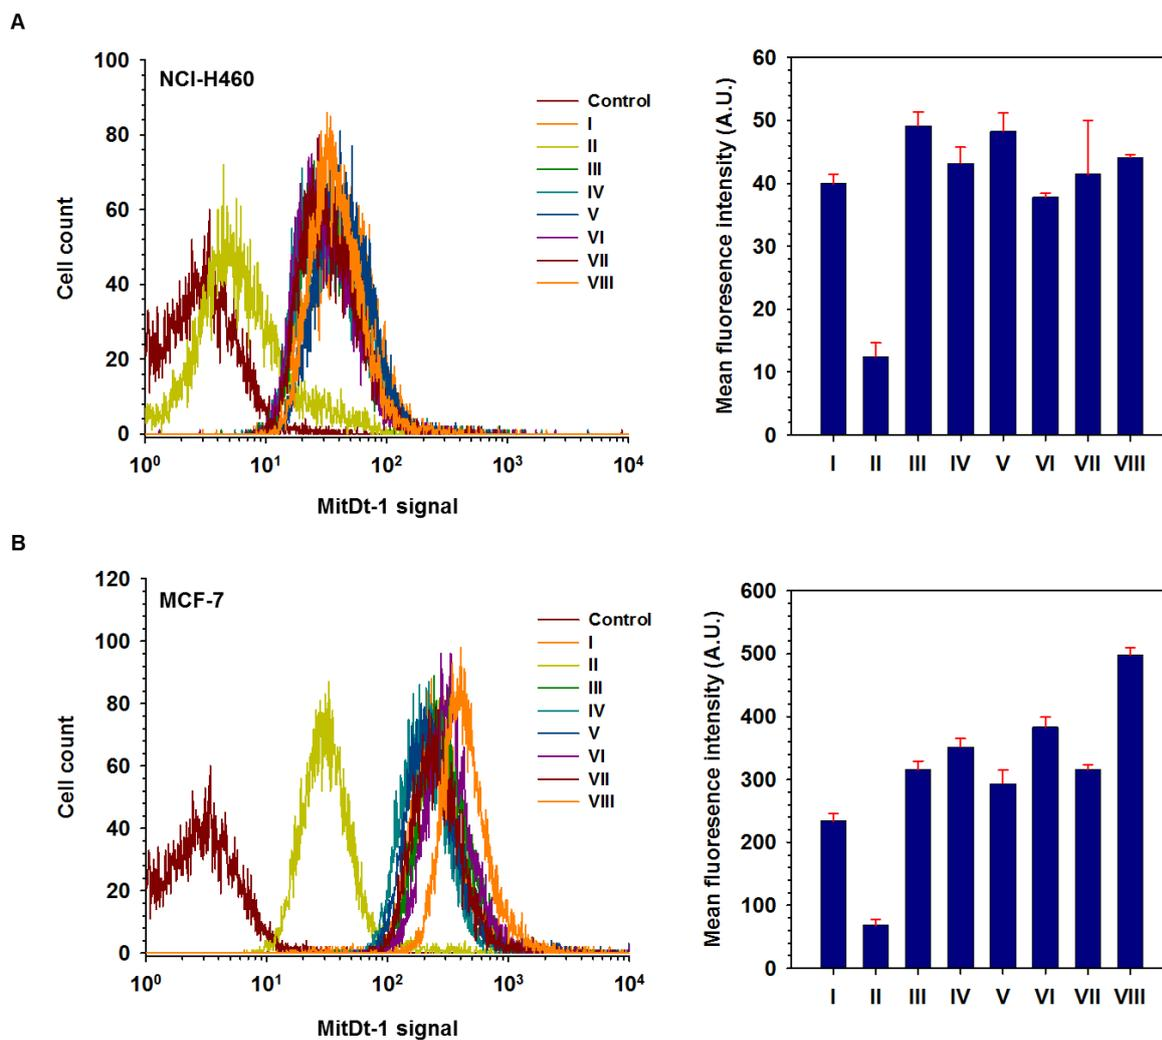 A
NCI-H460
Cell count
100
80
60
40
20
0
10⁰ 10¹ 10² 10³ 10⁴
MitDt-1 signal
Control
I
II
III
IV
V
VI
VII
VIII
Mean fluoresence intensity (A.U.)
60
50
40
30
20
10
0
I II III IV V VI VII VIII
B
MCF-7
Cell count
120
100
80
60
40
20
0
10⁰ 10¹ 10² 10³ 10⁴
MitDt-1 signal
Control
I
II
III
IV
V
VI
VII
VIII
Mean fluoresence intensity (A.U.)
600
500
400
300
200
100
0
I II III IV V VI VII VIII